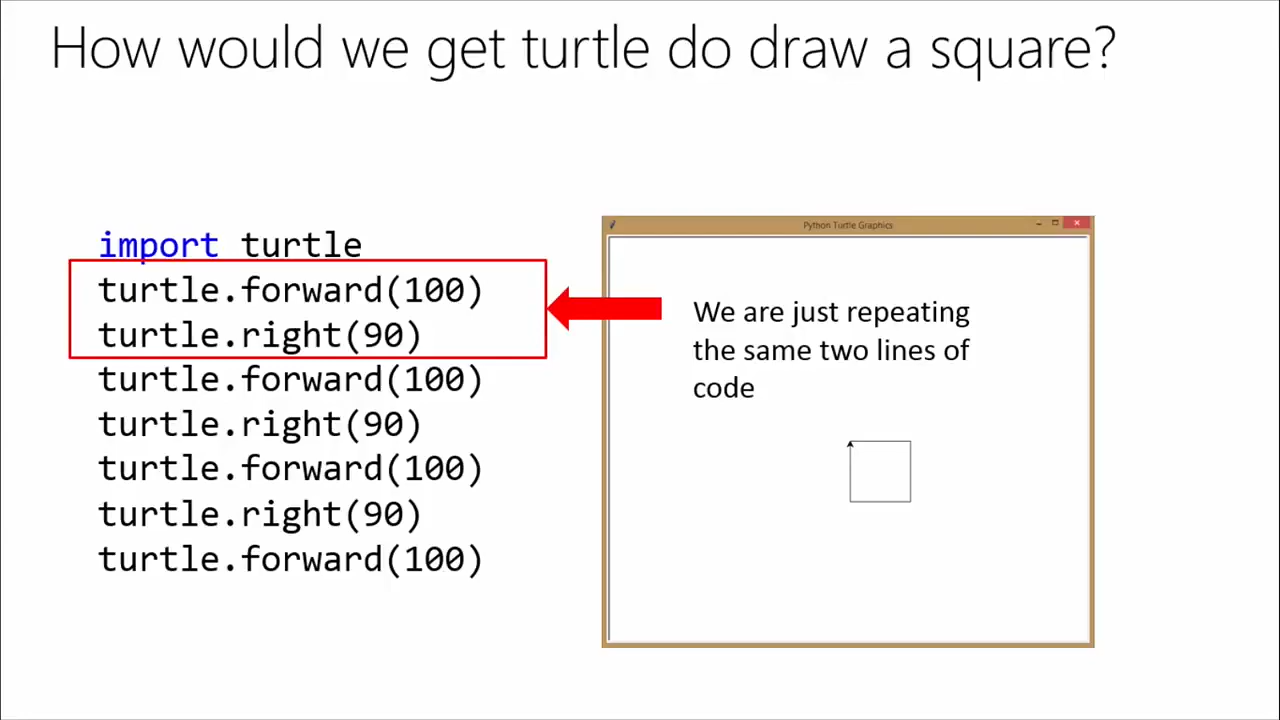 How would we get turtle do draw a square?
import turtle
turtle.forward(100)
turtle.right(90)
turtle.forward(100)
turtle.right(90)
turtle.forward(100)
turtle.right(90)
turtle.forward(100)
Python Turtle Graphics
We are just repeating
the same two lines of
code